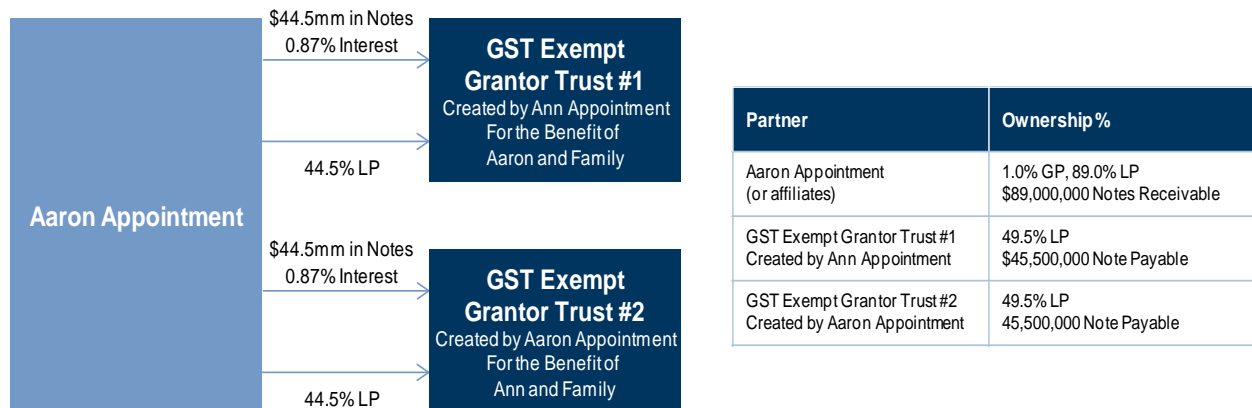 $44.5mm in Notes
0.87% Interest
44.5% LP
Aaron Appointment
GST Exempt
Grantor Trust #1
Created by Ann Appointment
For the Benefit of
Aaron and Family
$44.5mm in Notes
0.87% Interest
44.5% LP
GST Exempt
Grantor Trust #2
Created by Aaron Appointment
For the Benefit of
Ann and Family
Partner
Ownership %
Aaron Appointment
(or affiliates)
1.0% GP, 89.0% LP
$89,000,000 Notes Receivable
GST Exempt Grantor Trust #1
Created by Ann Appointment
49.5% LP
$45,500,000 Note Payable
GST Exempt Grantor Trust #2
Created by Aaron Appointment
49.5% LP
45,500,000 Note Payable